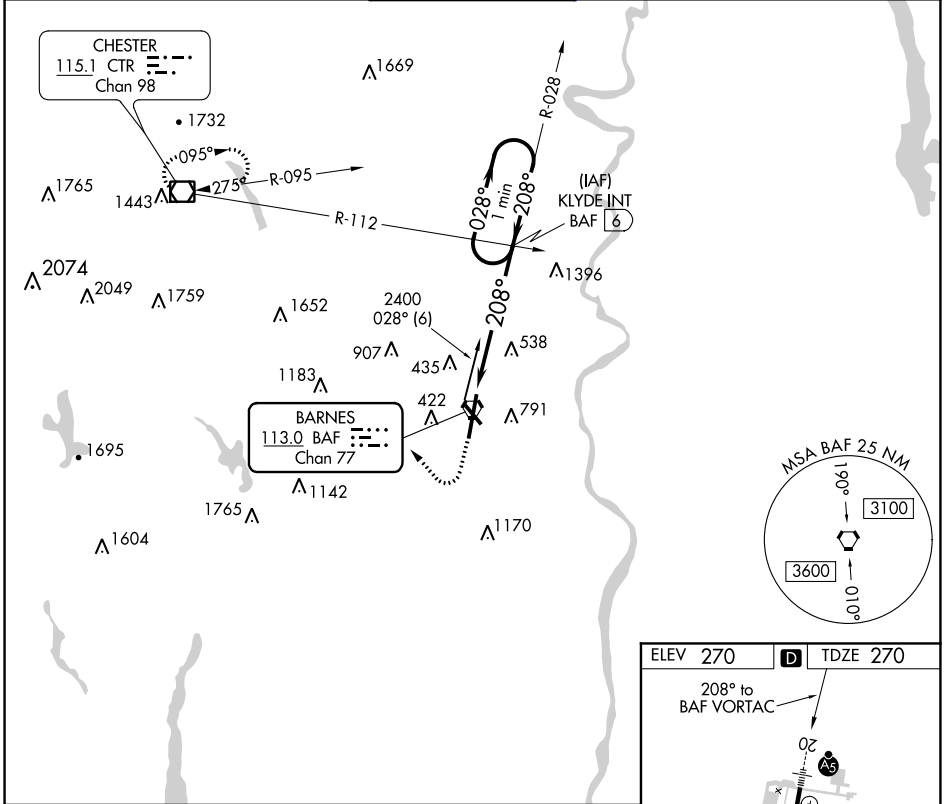 CHESTER
115.1 CTR
Chan 98
1669
1732
095°
275°
R-095
1765
1443
R-112
R-028
028°
1 min
208°
(IAF)
KLYDE INT
BAF 6
1396
2074
2049
1759
1652
2400
028° (6)
208°
907
435
538
1183
422
791
BARNES
113.0 BAF
Chan 77
1695
1142
1765
1170
1604
MSA BAF 25 NM
190°
3100
3600
010°
ELEV 270
D
TDZE 270
208° to
BAF VORTAC
20
A5
x